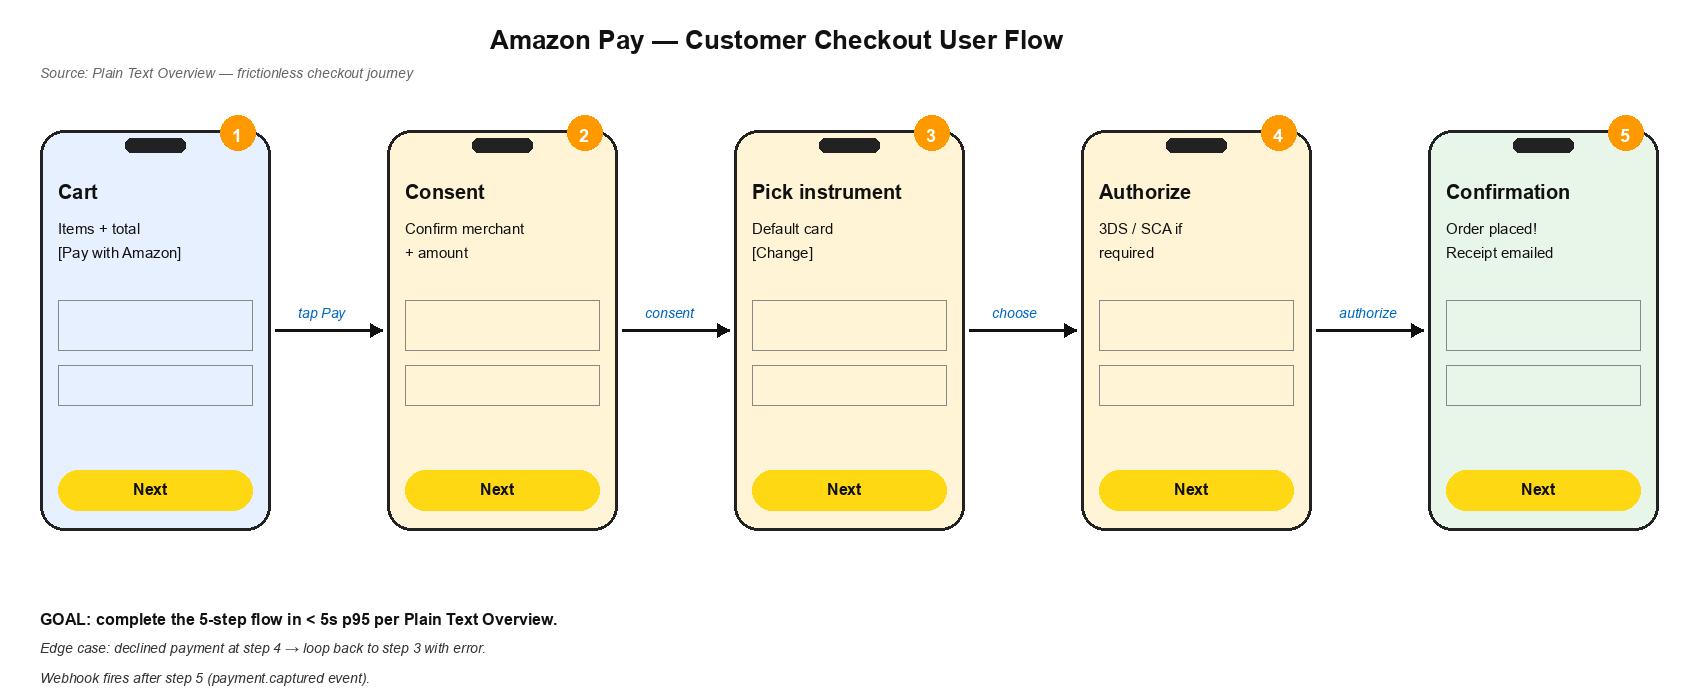 Amazon Pay — Customer Checkout User Flow
Source: Plain Text Overview — frictionless checkout journey
1
Cart
Items + total
[Pay with Amazon]
Next
tap Pay
2
Consent
Confirm merchant
+ amount
Next
consent
3
Pick instrument
Default card
[Change]
Next
choose
4
Authorize
3DS / SCA if
required
Next
authorize
5
Confirmation
Order placed!
Receipt emailed
Next
GOAL: complete the 5-step flow in < 5s p95 per Plain Text Overview.
Edge case: declined payment at step 4 → loop back to step 3 with error.
Webhook fires after step 5 (payment.captured event).